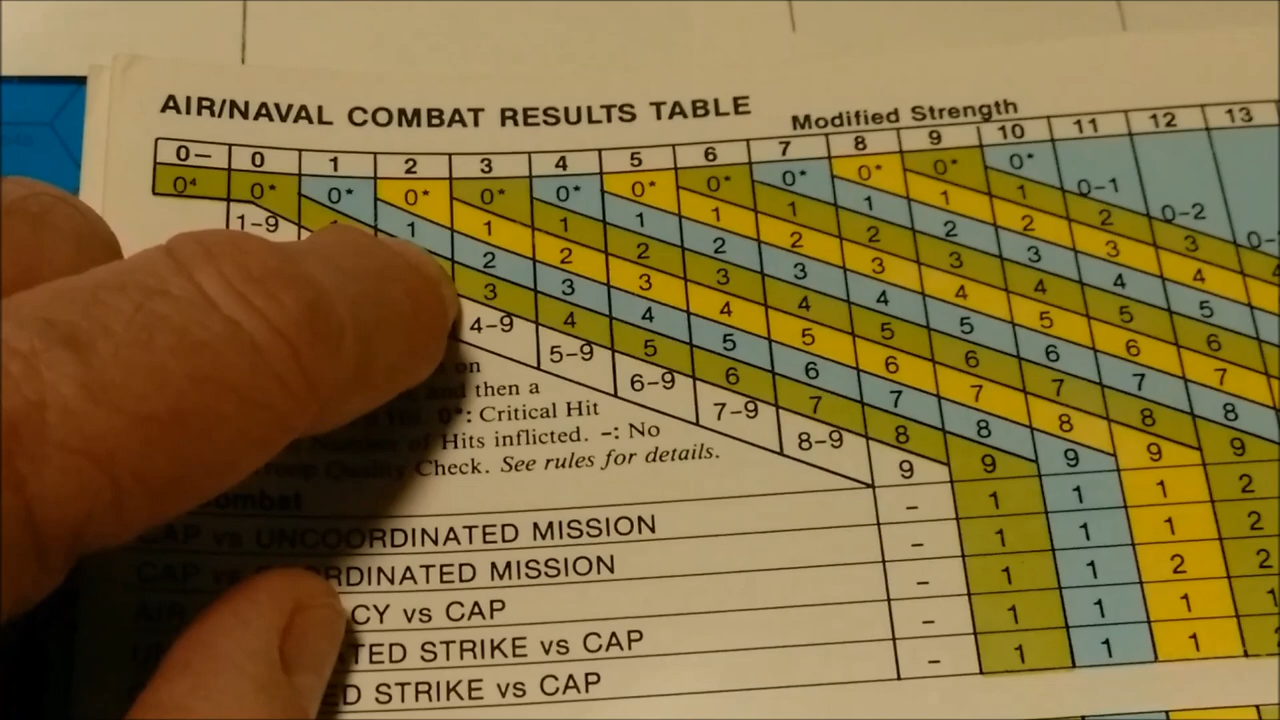 AIR/NAVAL COMBAT RESULTS TABLE
Modified Strength
0– 0 1 2 3 4 5 6 7 8 9 10 11 12 13
0⁴ 0* 0* 0* 0* 0* 0* 0* 0* 0* 0* 0* 0-1 0-2
1–9 1 1 1 1 1 1 1 1 1 1 2 3
2 2 2 2 2 2 2 2 3 4
3 3 3 3 3 3 3 3 4 5
4–9 4 4 4 4 4 4 4 5 6
5–9 5 5 5 5 5 5 6 7
6–9 6 6 6 6 6 7 8
7–9 7 7 7 7 8 9
8–9 8 8 8 9
9 9 9
on
and then a
0*: Critical Hit
of Hits inflicted. –: No
Quality Check. See rules for details.
Combat
– 1 1 1 2
CAP vs UNCOORDINATED MISSION – 1 1 1 2
CAP vs COORDINATED MISSION – 1 1 2 2
CY vs CAP – 1 1 1
TED STRIKE vs CAP – 1 1 1
ED STRIKE vs CAP